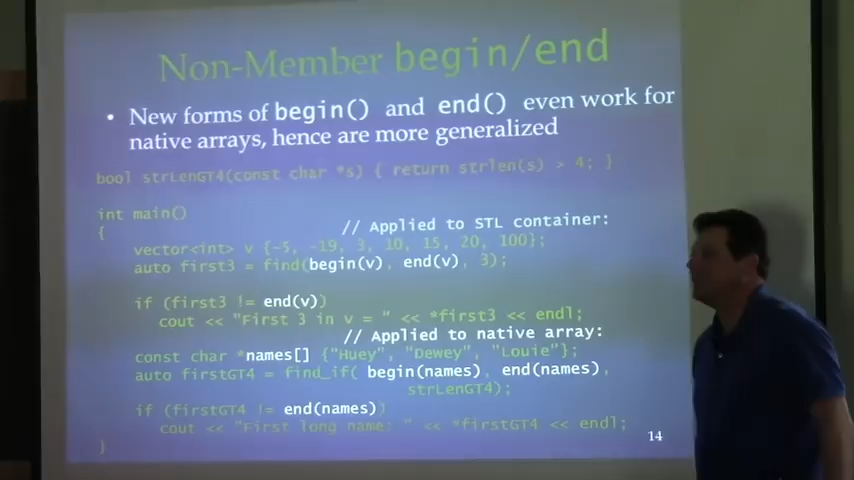 Non-Member begin/end
• New forms of begin() and end() even work for
native arrays, hence are more generalized
bool strLenGT4(const char *s) { return strlen(s) > 4; }
int main()
{ // Applied to STL container:
vector<int> v {-5, -19, 3, 10, 15, 20, 100};
auto first3 = find(begin(v), end(v), 3);
if (first3 != end(v))
cout << "First 3 in v = " << *first3 << endl;
// Applied to native array:
const char *names[] {"Huey", "Dewey", "Louie"};
auto firstGT4 = find_if( begin(names), end(names),
strLenGT4);
if (firstGT4 != end(names))
cout << "First long name: " << *firstGT4 << endl;
}
14